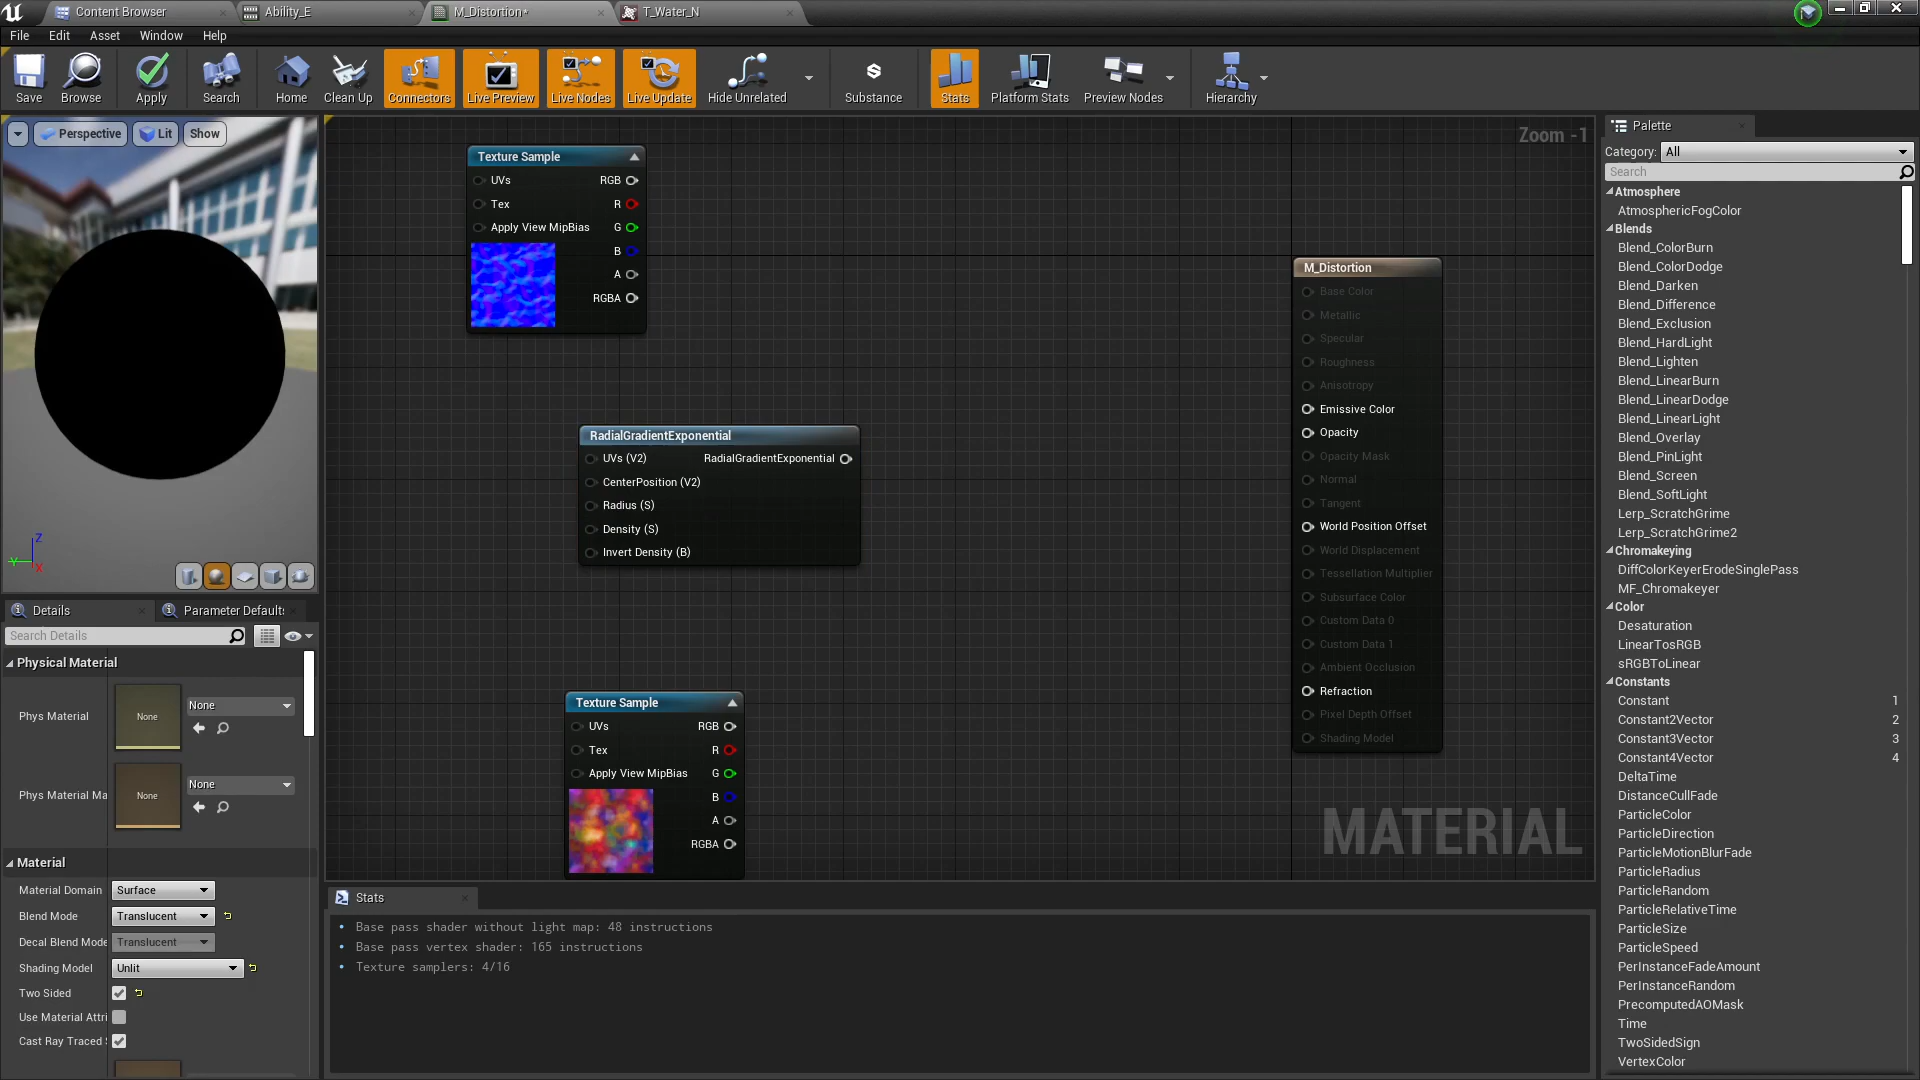 Content Browser
Ability_E
M_Distortion*
T_Water_N
File
Edit
Asset
Window
Help
Save
Browse
Apply
Search
Home
Clean Up
Connectors
Live Preview
Live Nodes
Live Update
Hide Unrelated
Substance
Stats
Platform Stats
Preview Nodes
Hierarchy
Perspective
Lit
Show
Z
Y
X
Details
Parameter Defaults
Search Details
Physical Material
Phys Material
None
None
Phys Material Ma
None
None
Material
Material Domain
Surface
Blend Mode
Translucent
Decal Blend Mode
Translucent
Shading Model
Unlit
Two Sided
Use Material Attri
Cast Ray Traced
Zoom -1
Texture Sample
UVs
RGB
Tex
R
Apply View MipBias
G
B
A
RGBA
RadialGradientExponential
UVs (V2)
RadialGradientExponential
CenterPosition (V2)
Radius (S)
Density (S)
Invert Density (B)
Texture Sample
UVs
RGB
Tex
R
Apply View MipBias
G
B
A
RGBA
M_Distortion
Base Color
Metallic
Specular
Roughness
Anisotropy
Emissive Color
Opacity
Opacity Mask
Normal
Tangent
World Position Offset
World Displacement
Tessellation Multiplier
Subsurface Color
Custom Data 0
Custom Data 1
Ambient Occlusion
Refraction
Pixel Depth Offset
Shading Model
MATERIAL
Stats
Base pass shader without light map: 48 instructions
Base pass vertex shader: 165 instructions
Texture samplers: 4/16
Palette
Category:
All
Search
Atmosphere
AtmosphericFogColor
Blends
Blend_ColorBurn
Blend_ColorDodge
Blend_Darken
Blend_Difference
Blend_Exclusion
Blend_HardLight
Blend_Lighten
Blend_LinearBurn
Blend_LinearDodge
Blend_LinearLight
Blend_Overlay
Blend_PinLight
Blend_Screen
Blend_SoftLight
Lerp_ScratchGrime
Lerp_ScratchGrime2
Chromakeying
DiffColorKeyerErodeSinglePass
MF_Chromakeyer
Color
Desaturation
LinearTosRGB
sRGBToLinear
Constants
Constant 1
Constant2Vector 2
Constant3Vector 3
Constant4Vector 4
DeltaTime
DistanceCullFade
ParticleColor
ParticleDirection
ParticleMotionBlurFade
ParticleRadius
ParticleRandom
ParticleRelativeTime
ParticleSize
ParticleSpeed
PerInstanceFadeAmount
PerInstanceRandom
PrecomputedAOMask
Time
TwoSidedSign
VertexColor